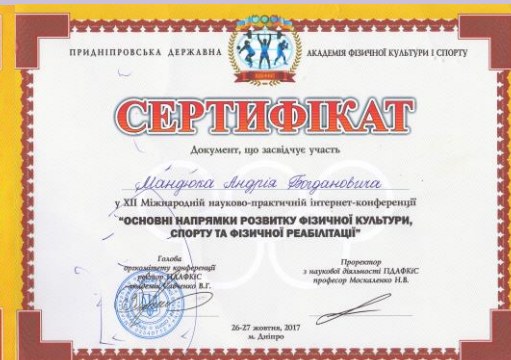 ПРИДНІПРОВСЬКА ДЕРЖАВНА АКАДЕМІЯ ФІЗИЧНОЇ КУЛЬТУРИ І СПОРТУ
СЕРТИФІКАТ
Документ, що засвідчує участь
Мандюка Андрія Богдановича
у XII Міжнародній науково-практичній інтернет-конференції
"ОСНОВНІ НАПРЯМКИ РОЗВИТКУ ФІЗИЧНОЇ КУЛЬТУРИ,
СПОРТУ ТА ФІЗИЧНОЇ РЕАБІЛІТАЦІЇ"
Голова
оргкомітету конференції
ректор ПДАФКіС
академік Савченко В.Г.
Проректор
з наукової діяльності ПДАФКіС
професор Москаленко Н.В.
26-27 жовтня, 2017
м. Дніпро